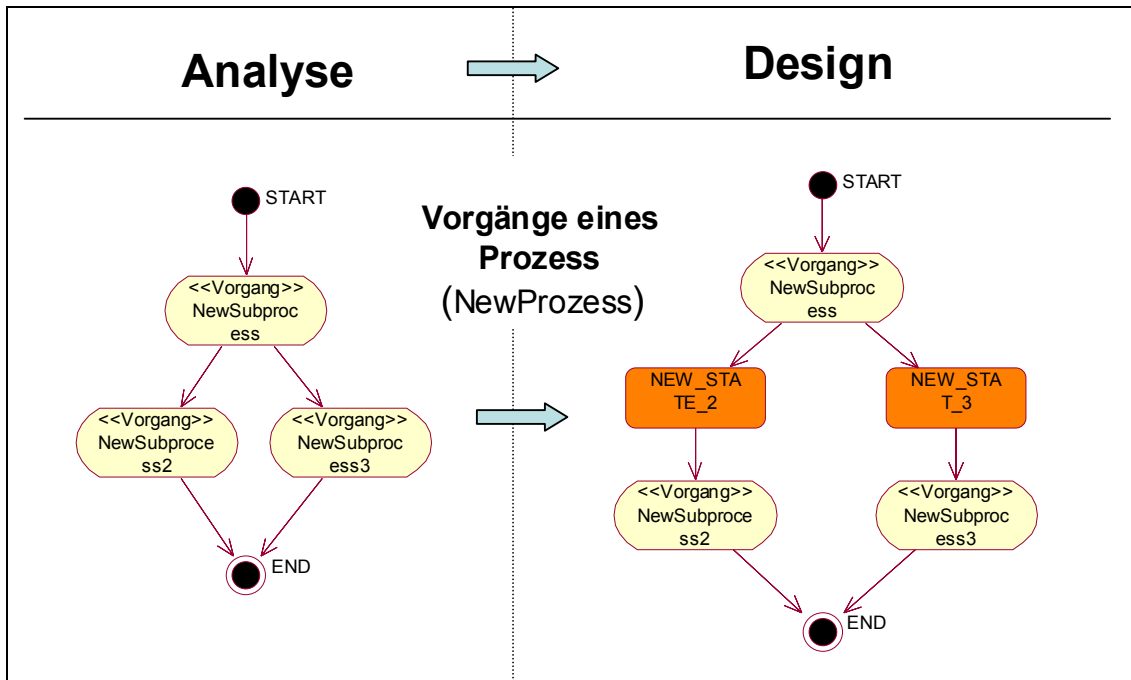 Analyse
Design
START
<<Vorgang>>
NewSubproc
ess
<<Vorgang>>
NewSubproce
ss2
<<Vorgang>>
NewSubproc
ess3
END
Vorgänge eines
Prozess
(NewProzess)
START
<<Vorgang>>
NewSubproc
ess
NEW_STA
TE_2
NEW_STA
T_3
<<Vorgang>>
NewSubproce
ss2
<<Vorgang>>
NewSubproc
ess3
END